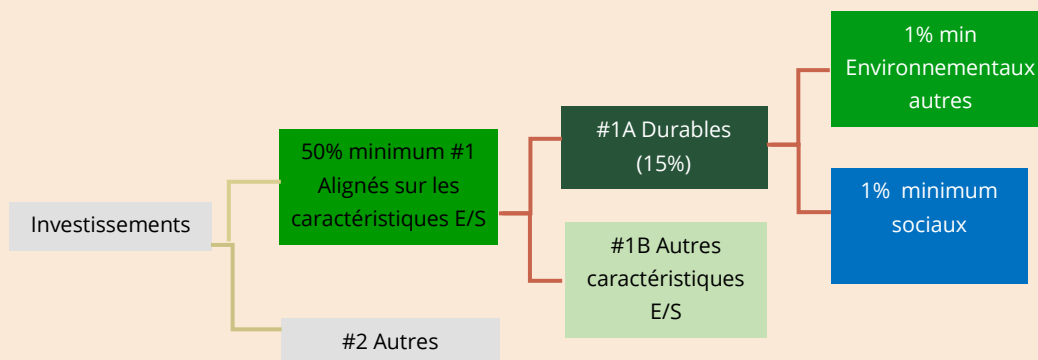 Investissements
50% minimum #1
Alignés sur les
caractéristiques E/S
#2 Autres
#1A Durables
(15%)
#1B Autres
caractéristiques
E/S
1% min
Environnementaux
autres
1% minimum
sociaux